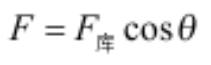 F = F库 cosθ